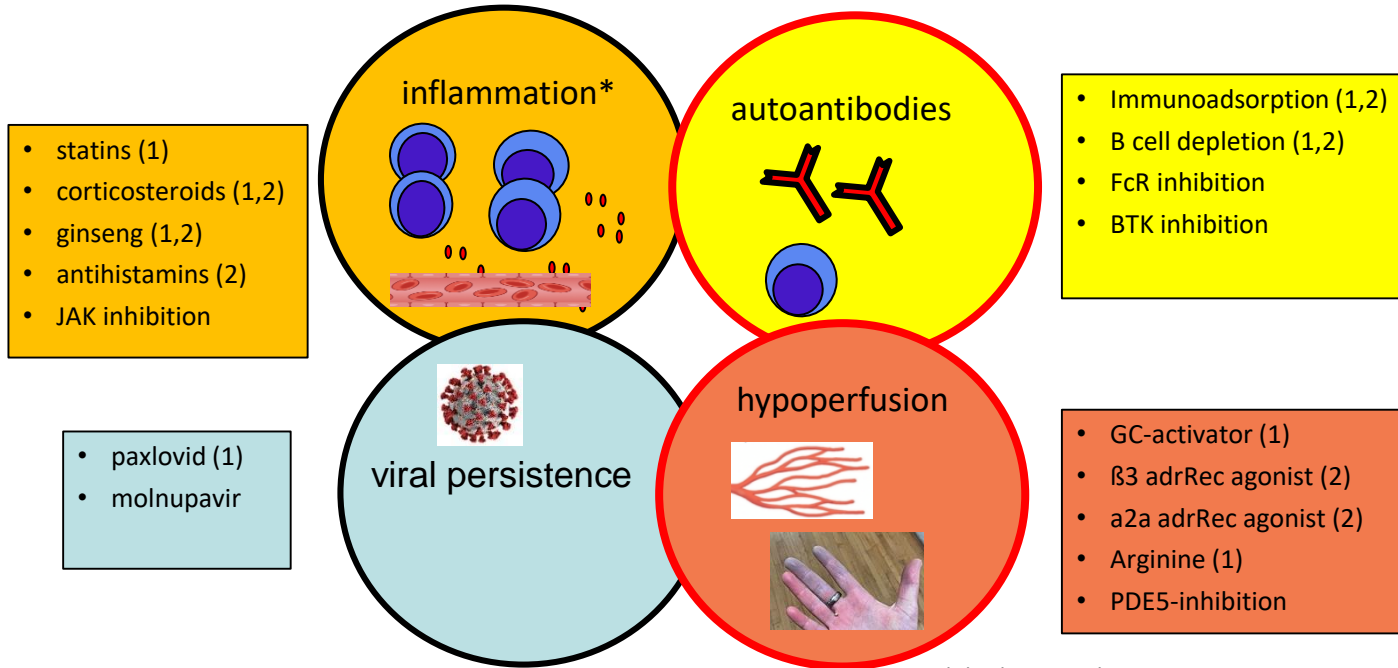 inflammation*
autoantibodies
• statins (1)
• corticosteroids (1,2)
• ginseng (1,2)
• antihistamins (2)
• JAK inhibition
• Immunoadsorption (1,2)
• B cell depletion (1,2)
• FcR inhibition
• BTK inhibition
viral persistence
hypoperfusion
• paxlovid (1)
• molnupavir
• GC-activator (1)
• ß3 adrRec agonist (2)
• a2a adrRec agonist (2)
• Arginine (1)
• PDE5-inhibition